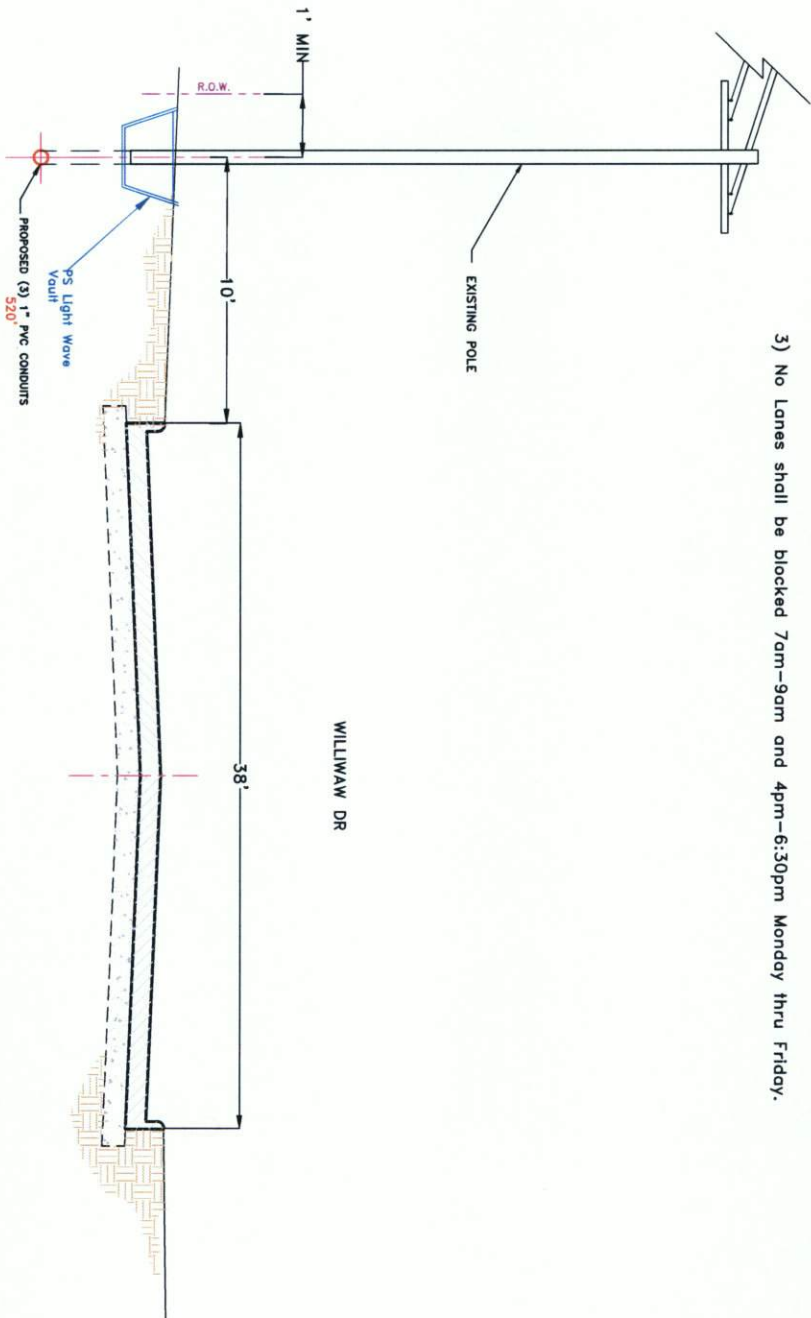 3) No Lanes shall be blocked 7am-9am and 4pm-6:30pm Monday thru Friday.
EXISTING POLE
WILLIWAW DR
1' MIN
R.O.W.
10'
38'
PS Light Wave
Vault
PROPOSED (3) 1" PVC CONDUITS
520'